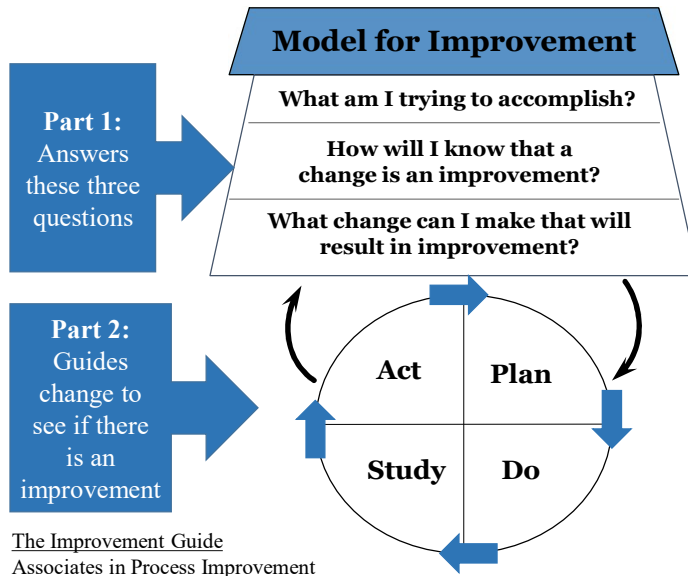 Model for Improvement
What am I trying to accomplish?
How will I know that a
change is an improvement?
What change can I make that will
result in improvement?
Part 1:
Answers
these three
questions
Part 2:
Guides
change to
see if there
is an
improvement
Act
Plan
Study
Do
The Improvement Guide
Associates in Process Improvement